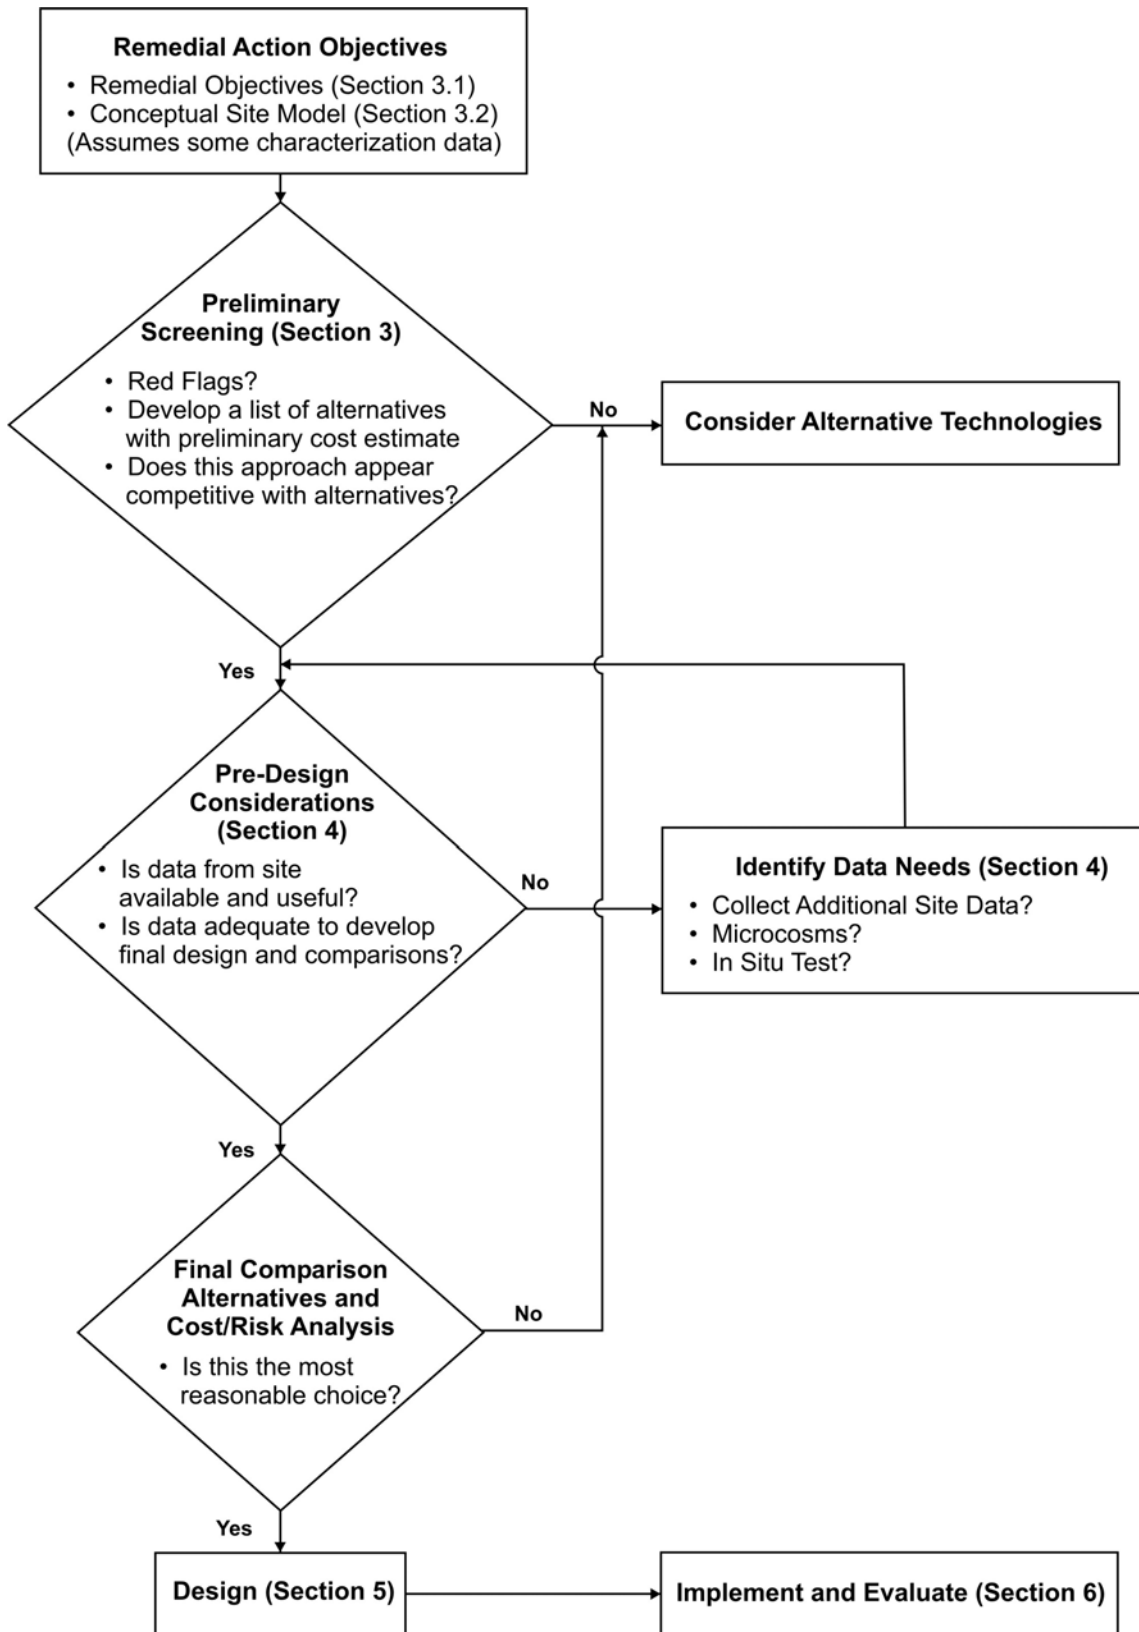 Remedial Action Objectives
• Remedial Objectives (Section 3.1)
• Conceptual Site Model (Section 3.2)
(Assumes some characterization data)
Preliminary
Screening (Section 3)
• Red Flags?
• Develop a list of alternatives
with preliminary cost estimate
• Does this approach appear
competitive with alternatives?
No
Consider Alternative Technologies
Yes
Pre-Design
Considerations
(Section 4)
• Is data from site
available and useful?
• Is data adequate to develop
final design and comparisons?
No
Identify Data Needs (Section 4)
• Collect Additional Site Data?
• Microcosms?
• In Situ Test?
Yes
Final Comparison
Alternatives and
Cost/Risk Analysis
• Is this the most
reasonable choice?
No
Yes
Design (Section 5)
Implement and Evaluate (Section 6)